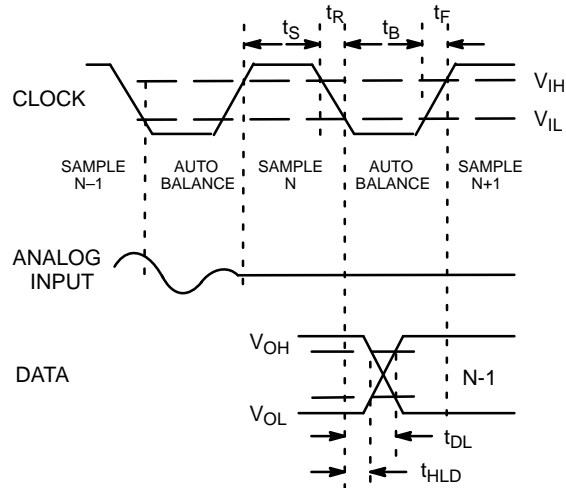 tS
tR
tB
tF
CLOCK
VIH
VIL
SAMPLE
N–1
AUTO
BALANCE
SAMPLE
N
AUTO
BALANCE
SAMPLE
N+1
ANALOG
INPUT
DATA
VOH
VOL
N-1
tDL
tHLD